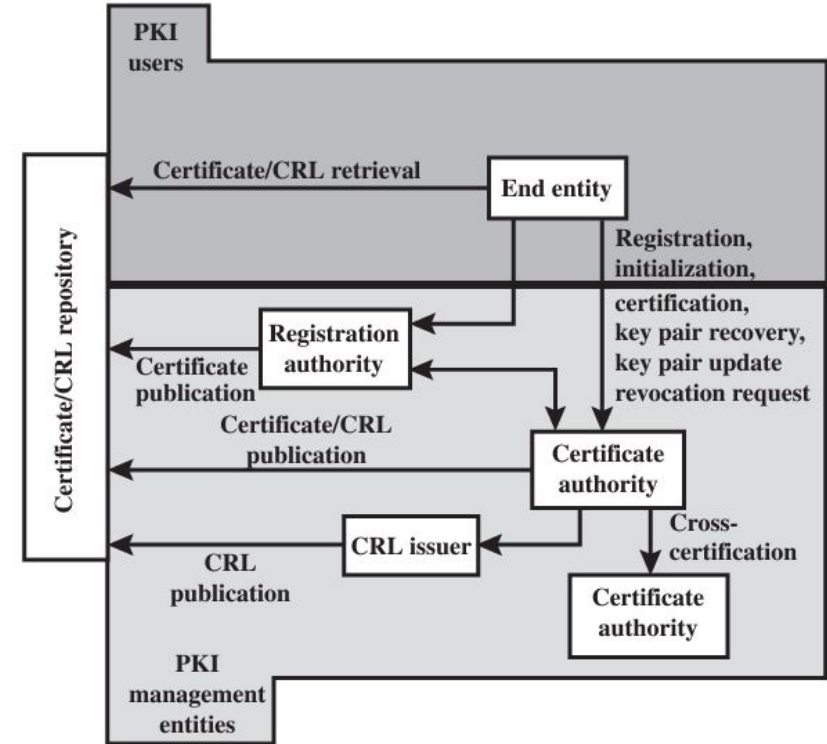 PKI
users
Certificate/CRL retrieval
End entity
Certificate/CRL repository
Registration,
initialization,
certification,
key pair recovery,
key pair update
revocation request
Registration
authority
Certificate
publication
Certificate/CRL
publication
Certificate
authority
CRL issuer
Cross-
certification
CRL
publication
Certificate
authority
PKI
management
entities